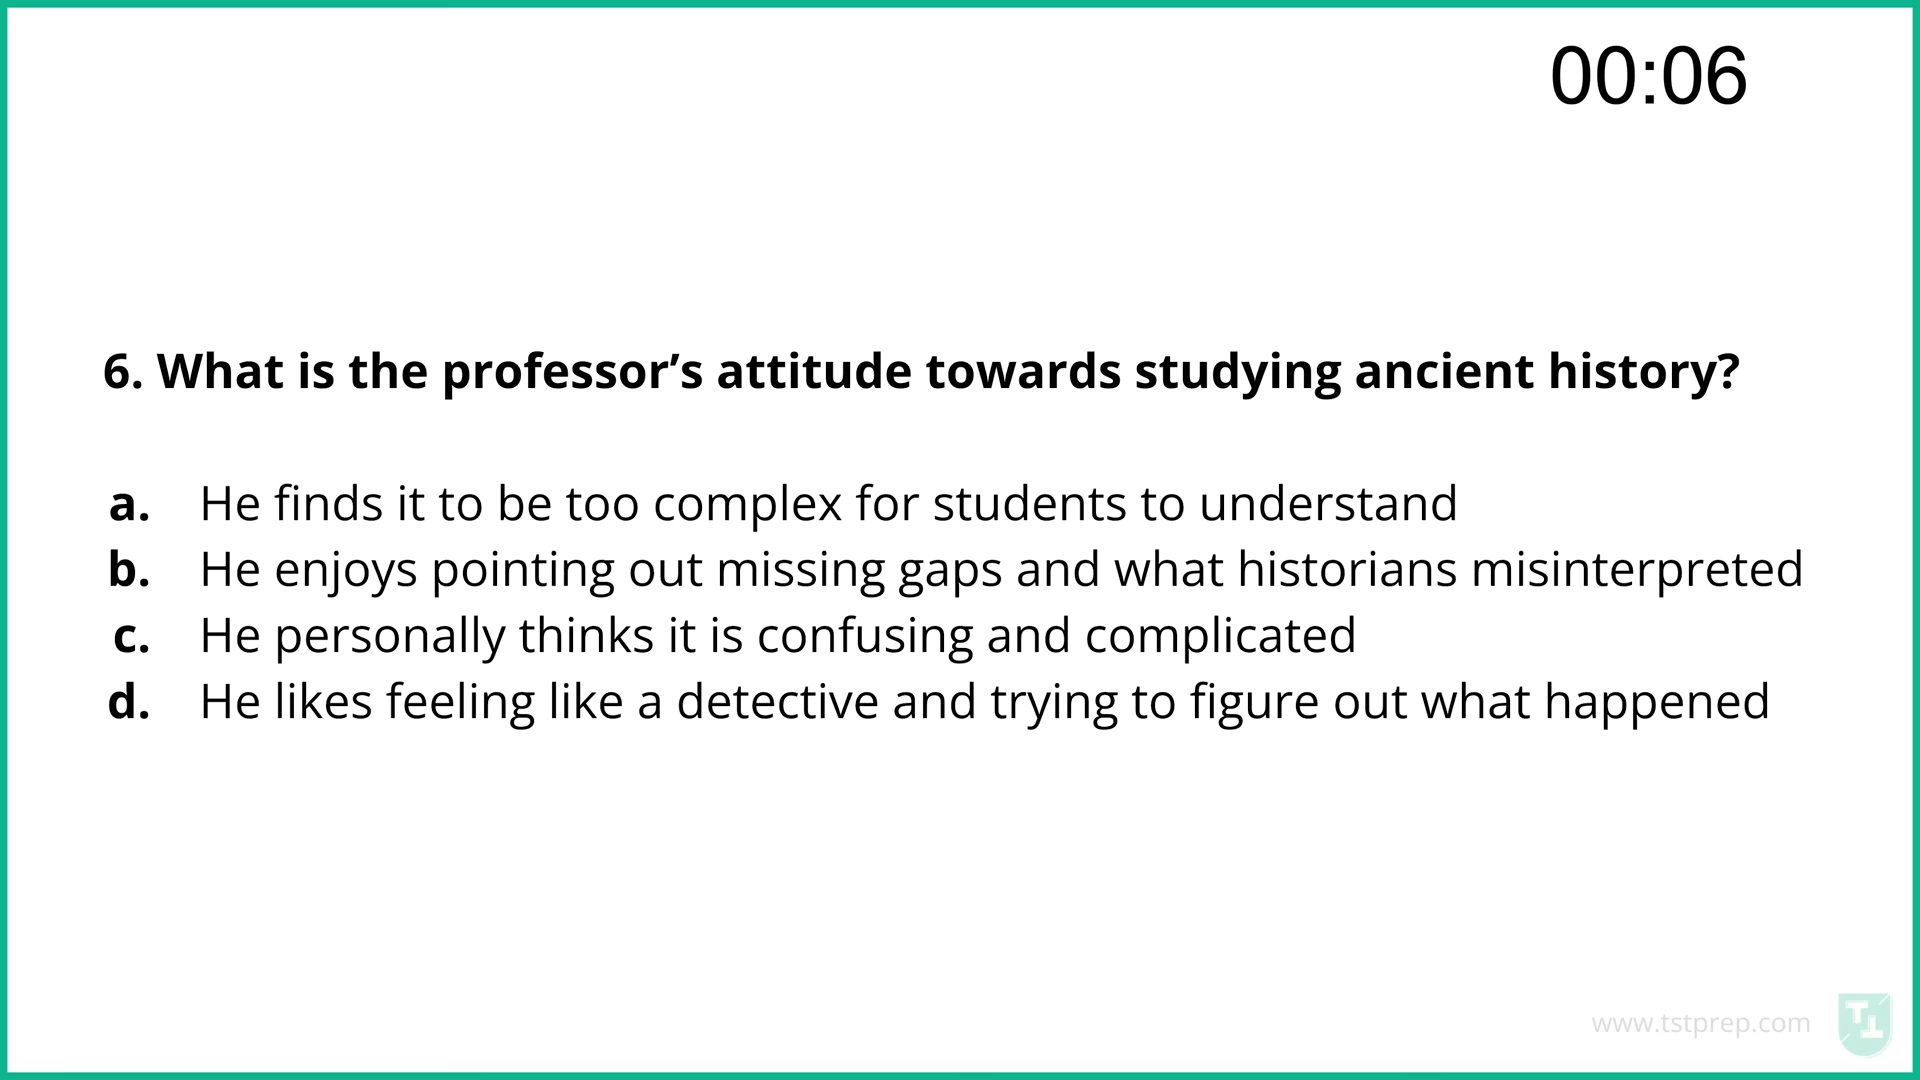 00:06
6. What is the professor’s attitude towards studying ancient history?
a. He finds it to be too complex for students to understand
b. He enjoys pointing out missing gaps and what historians misinterpreted
c. He personally thinks it is confusing and complicated
d. He likes feeling like a detective and trying to figure out what happened
www.tstprep.com